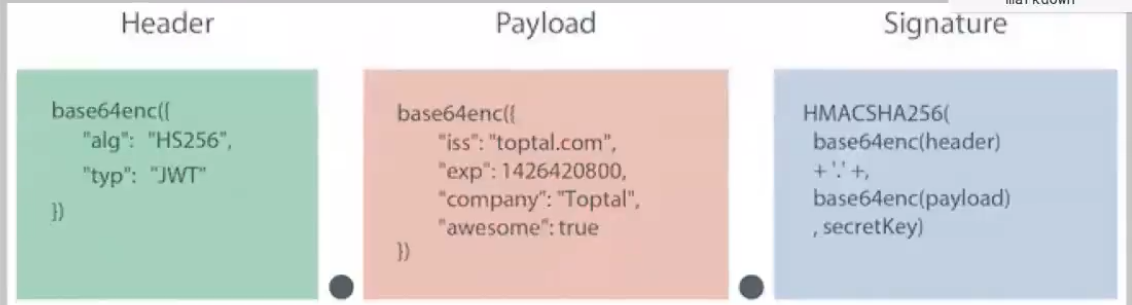 markdown
Header
Payload
Signature
base64enc({
"alg": "HS256",
"typ": "JWT"
})
base64enc({
"iss": "toptal.com",
"exp": 1426420800,
"company": "Toptal",
"awesome": true
})
HMACSHA256(
base64enc(header)
+ '.' +,
base64enc(payload)
, secretKey)